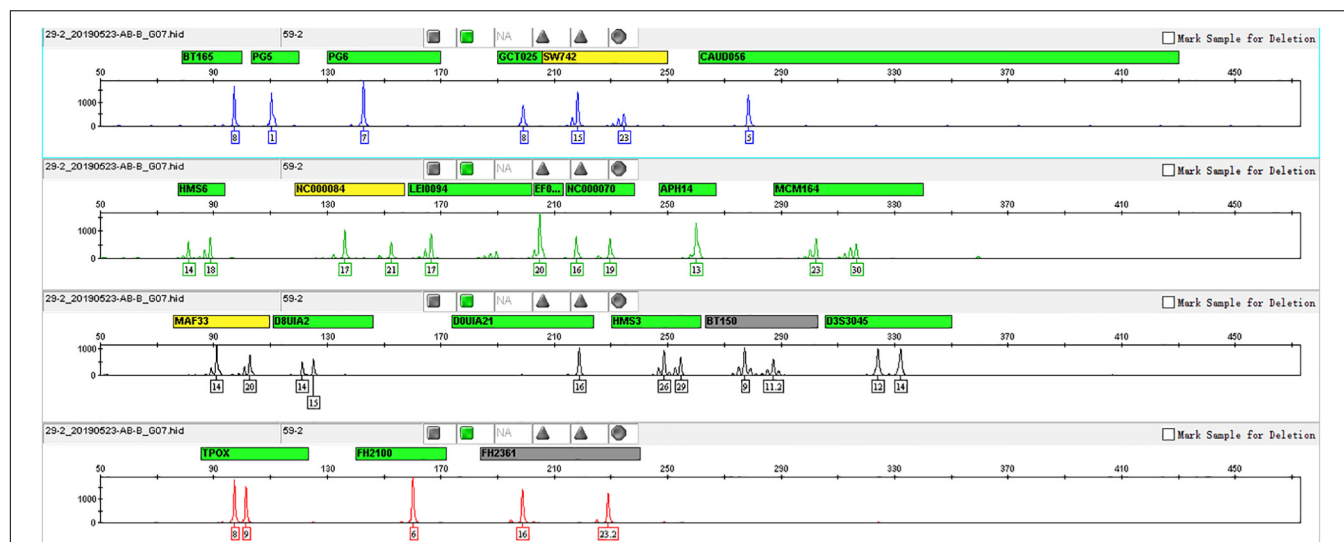 29-2_20190523-AB-B_G07.hid 59-2 NA Mark Sample for Deletion
BT165 PG5 PG6 GCT025 SW742 CAUD056
50 90 130 170 210 250 290 330 370 410 450
1000
0
8 1 7 8 15 23 5
29-2_20190523-AB-B_G07.hid 59-2 NA Mark Sample for Deletion
HMS6 NC000084 LEI0094 EF0... NC000070 APH14 MCM164
50 90 130 170 210 250 290 330 370 410 450
1000
0
14 18 17 21 17 20 16 19 13 23 30
29-2_20190523-AB-B_G07.hid 59-2 NA Mark Sample for Deletion
MAF33 D8UIA2 D0UIA21 HMS3 BT150 D3S3045
50 90 130 170 210 250 290 330 370 410 450
1000
0
14 20 14 16 26 29 9 11.2 12 14
15
29-2_20190523-AB-B_G07.hid 59-2 NA Mark Sample for Deletion
TPOX FH2100 FH2361
50 90 130 170 210 250 290 330 370 410 450
1000
0
8 9 6 16 23.2